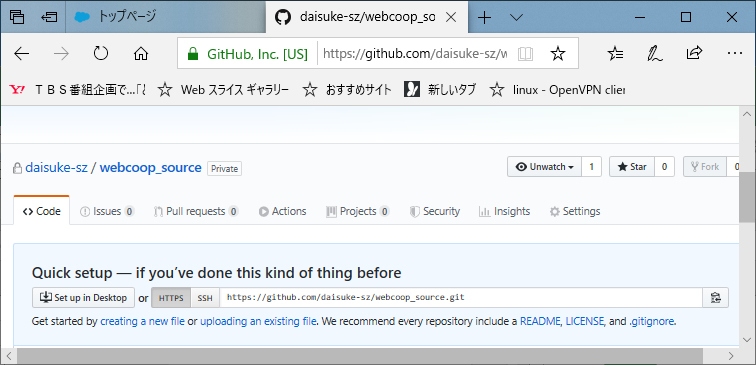 トップページ
daisuke-sz/webcoop_so
GitHub, Inc. [US]
https://github.com/daisuke-sz/w
Y! ＴＢＳ番組企画で...「ど
Web スライス ギャラリー
おすすめサイト
新しいタブ
linux - OpenVPN clien
daisuke-sz / webcoop_source Private
Unwatch 1
Star 0
Fork 0
Code
Issues 0
Pull requests 0
Actions
Projects 0
Security
Insights
Settings
Quick setup — if you've done this kind of thing before
Set up in Desktop or HTTPS SSH https://github.com/daisuke-sz/webcoop_source.git
Get started by creating a new file or uploading an existing file. We recommend every repository include a README, LICENSE, and .gitignore.